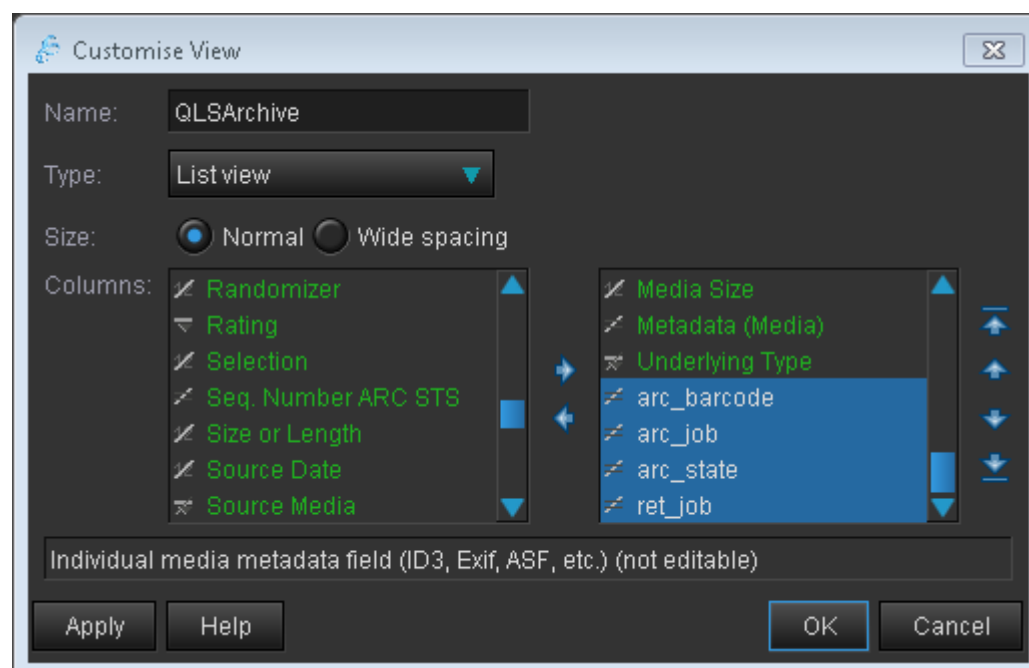 Customise View
Name: QLSArchive
Type: List view
Size: Normal Wide spacing
Columns:
Randomizer
Rating
Selection
Seq. Number ARC STS
Size or Length
Source Date
Source Media
Media Size
Metadata (Media)
Underlying Type
arc_barcode
arc_job
arc_state
ret_job
Individual media metadata field (ID3, Exif, ASF, etc.) (not editable)
Apply Help OK Cancel